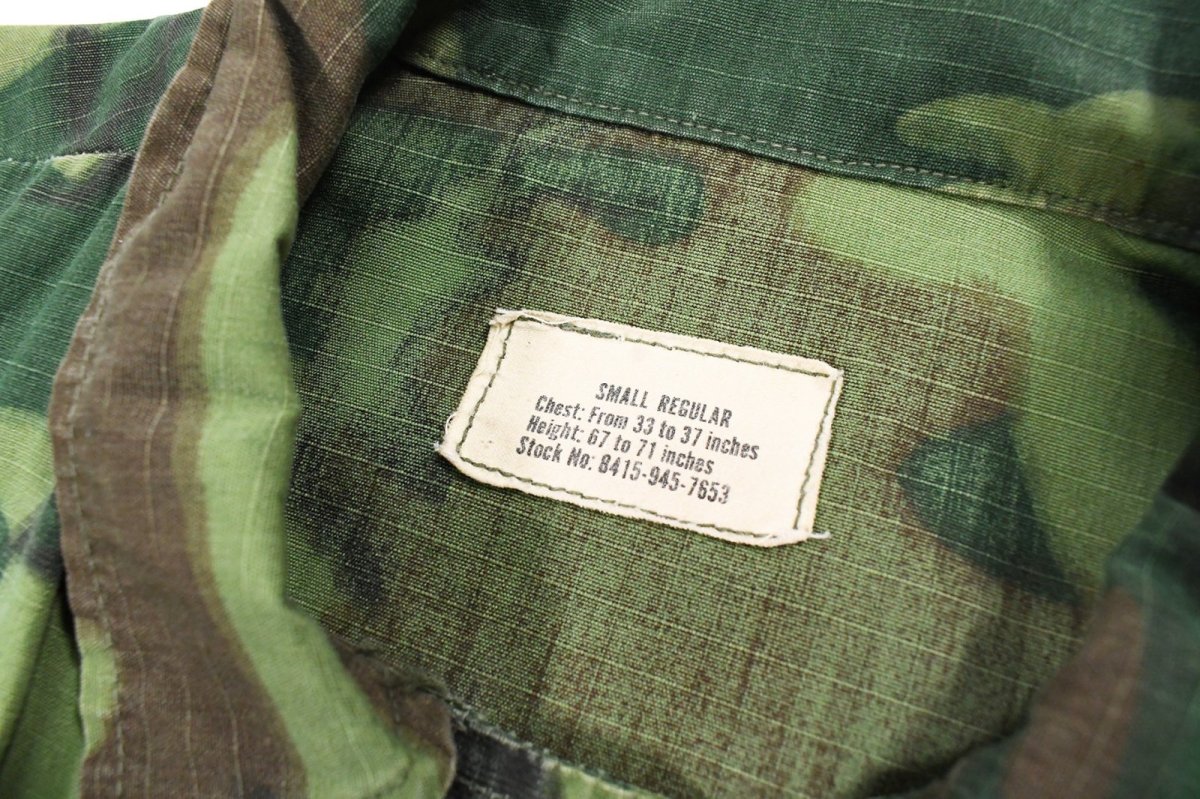 SMALL REGULAR
Chest: From 33 to 37 inches
Height: 67 to 71 inches
Stock No: 8415-945-7653